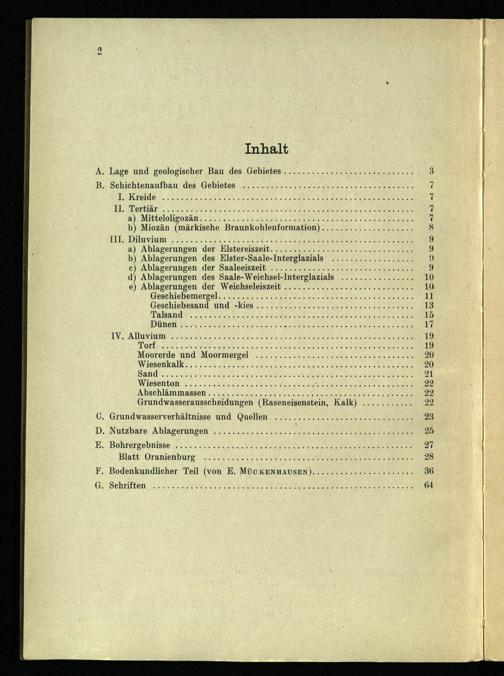 2
Inhalt
A. Lage und geologischer Bau des Gebietes ........................ 3
B. Schichtenaufbau des Gebietes ........................ 7
I. Kreide ........................ 7
II. Tertiär ........................ 7
a) Mitteloligozän ........................ 7
b) Miozän (märkische Braunkohlenformation) ........................ 8
III. Diluvium ........................ 9
a) Ablagerungen der Elstereiszeit ........................ 9
b) Ablagerungen des Elster-Saale-Interglazials ........................ 9
c) Ablagerungen der Saaleeiszeit ........................ 9
d) Ablagerungen des Saale-Weichsel-Interglazials ........................ 10
e) Ablagerungen der Weichseleiszeit ........................ 10
Geschiebemergel ........................ 11
Geschiebesand und -kies ........................ 13
Talsand ........................ 15
Dünen ........................ 17
IV. Alluvium ........................ 19
Torf ........................ 19
Moorerde und Moormergel ........................ 20
Wiesenkalk ........................ 20
Sand ........................ 21
Wiesenton ........................ 22
Abschlämmassen ........................ 22
Grundwasserausscheidungen (Raseneisenstein, Kalk) ........................ 22
C. Grundwasserverhältnisse und Quellen ........................ 23
D. Nutzbare Ablagerungen ........................ 25
E. Bohrergebnisse ........................ 27
Blatt Oranienburg ........................ 28
F. Bodenkundlicher Teil (von E. MÜCKENHAUSEN) ........................ 36
G. Schriften ........................ 64